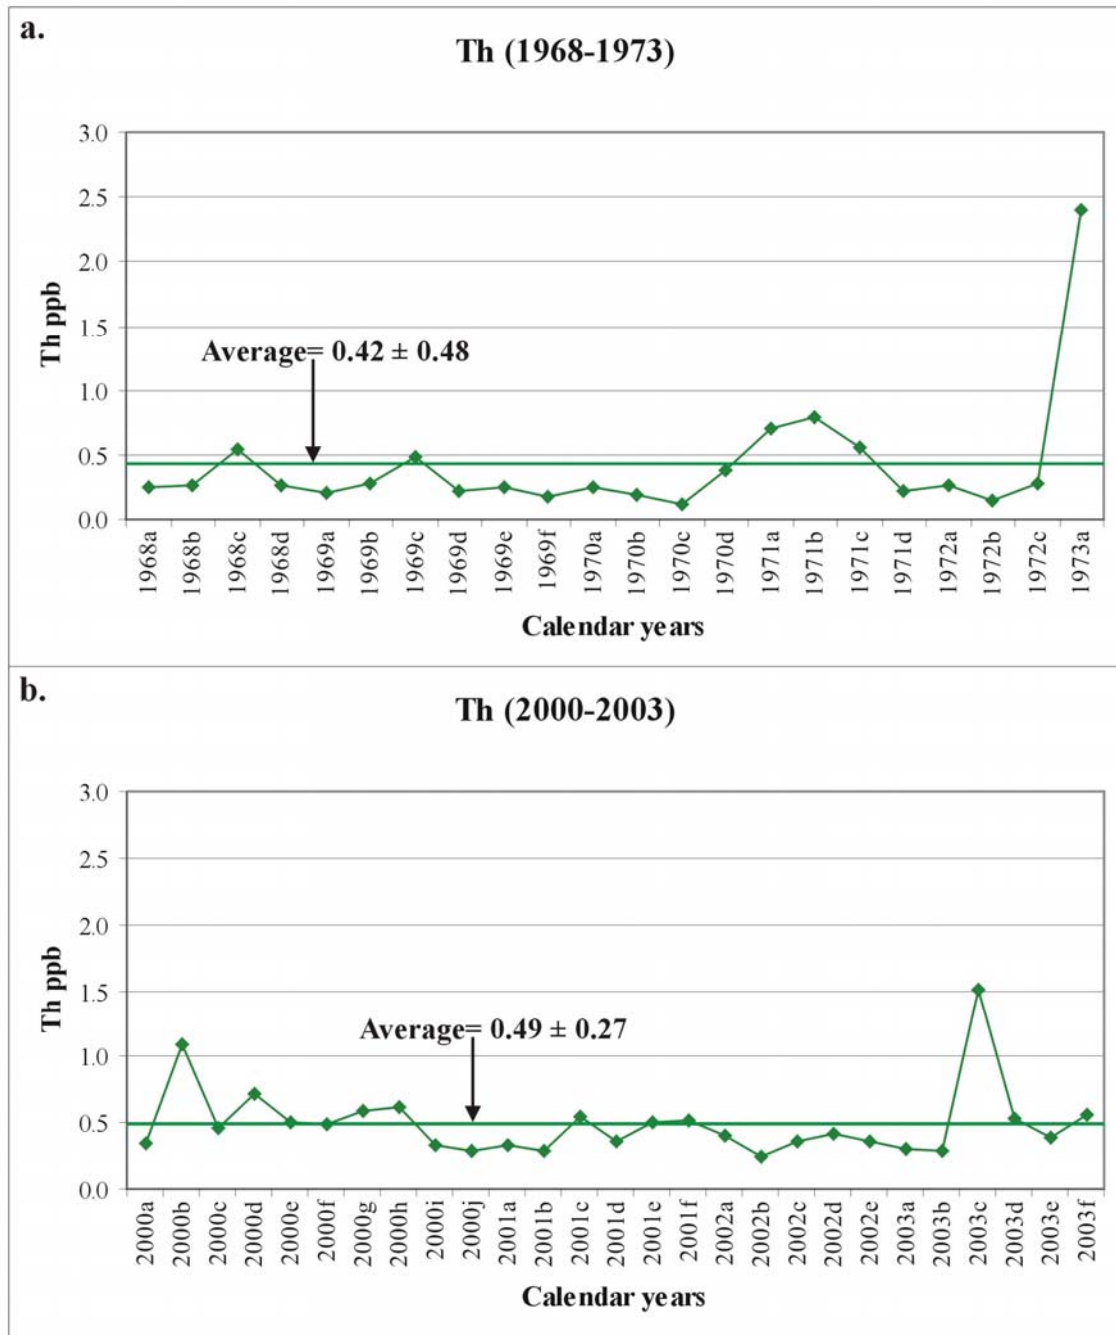 a.
Th (1968-1973)
3.0
2.5
2.0
1.5
1.0
0.5
0.0
Th ppb
Average= 0.42 ± 0.48
1968a
1968b
1968c
1968d
1969a
1969b
1969c
1969d
1969e
1969f
1970a
1970b
1970c
1970d
1971a
1971b
1971c
1971d
1972a
1972b
1972c
1973a
Calendar years
b.
Th (2000-2003)
3.0
2.5
2.0
1.5
1.0
0.5
0.0
Th ppb
Average= 0.49 ± 0.27
2000a
2000b
2000c
2000d
2000e
2000f
2000g
2000h
2000i
2000j
2001a
2001b
2001c
2001d
2001e
2001f
2002a
2002b
2002c
2002d
2002e
2003a
2003b
2003c
2003d
2003e
2003f
Calendar years